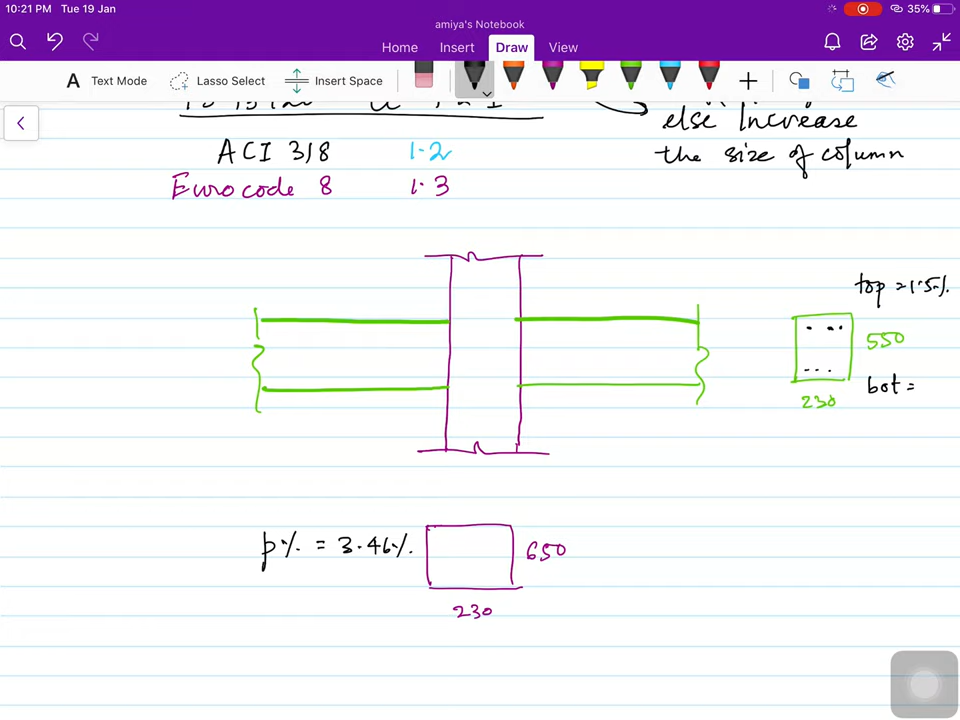 10:21 PM Tue 19 Jan
35%
amiya's Notebook
Home Insert Draw View
A Text Mode Lasso Select Insert Space
else Increase
the size of column
ACI 318 1.2
Eurocode 8 1.3
top = 1.5%
550
bot =
230
p% = 3.46%
650
230